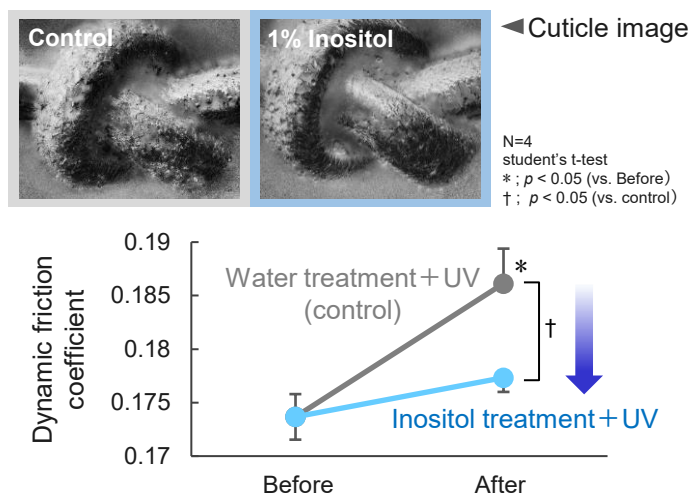 Control
1% Inositol
◀Cuticle image
N=4
student's t-test
* ; p < 0.05 (vs. Before)
† ; p < 0.05 (vs. control)
Dynamic friction
coefficient
0.19
0.185
0.18
0.175
0.17
Water treatment+UV
(control)
*
†
Inositol treatment+UV
Before
After